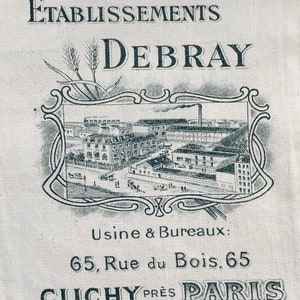 ETABLISSEMENTS
DEBRAY
Usine & Bureaux:
65, Rue du Bois, 65
CLICHY PRÈS PARIS